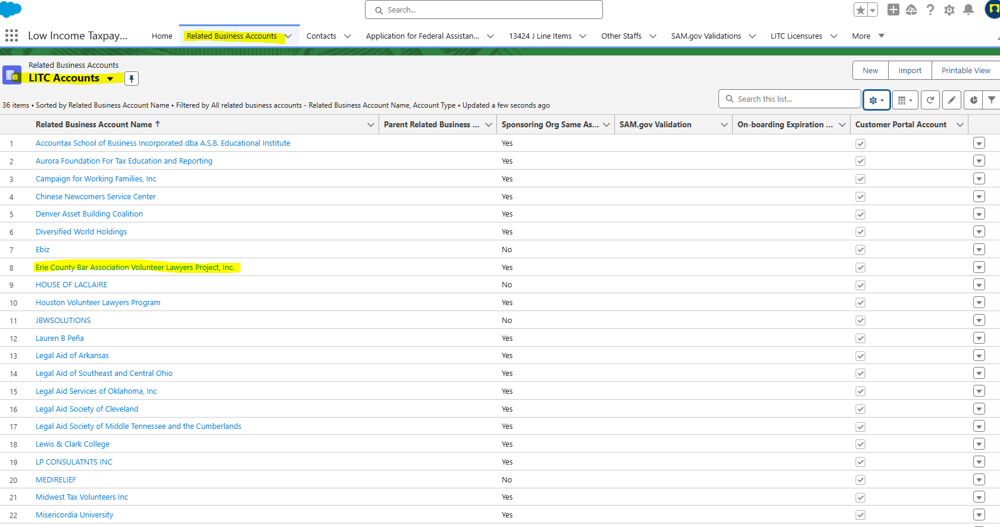 Search...
Low Income Taxpay...
Home
Related Business Accounts
Contacts
Application for Federal Assistan...
13424 J Line Items
Other Staffs
SAM.gov Validations
LITC Licensures
More
Related Business Accounts
LITC Accounts
New
Import
Printable View
36 items • Sorted by Related Business Account Name • Filtered by All related business accounts - Related Business Account Name, Account Type • Updated a few seconds ago
Search this list...
Related Business Account Name ↑
Parent Related Business ...
Sponsoring Org Same As...
SAM.gov Validation
On-boarding Expiration ...
Customer Portal Account
1 Accountax School of Business Incorporated dba A.S.B. Educational Institute Yes
2 Aurora Foundation For Tax Education and Reporting Yes
3 Campaign for Working Families, Inc Yes
4 Chinese Newcomers Service Center Yes
5 Denver Asset Building Coalition Yes
6 Diversified World Holdings Yes
7 Ebiz No
8 Erie County Bar Association Volunteer Lawyers Project, Inc. Yes
9 HOUSE OF LACLAIRE No
10 Houston Volunteer Lawyers Program Yes
11 JBWSOLUTIONS No
12 Lauren B Peña Yes
13 Legal Aid of Arkansas Yes
14 Legal Aid of Southeast and Central Ohio Yes
15 Legal Aid Services of Oklahoma, Inc Yes
16 Legal Aid Society of Cleveland Yes
17 Legal Aid Society of Middle Tennessee and the Cumberlands Yes
18 Lewis & Clark College Yes
19 LP CONSULATNTS INC Yes
20 MEDIRELIEF No
21 Midwest Tax Volunteers Inc Yes
22 Misericordia University Yes